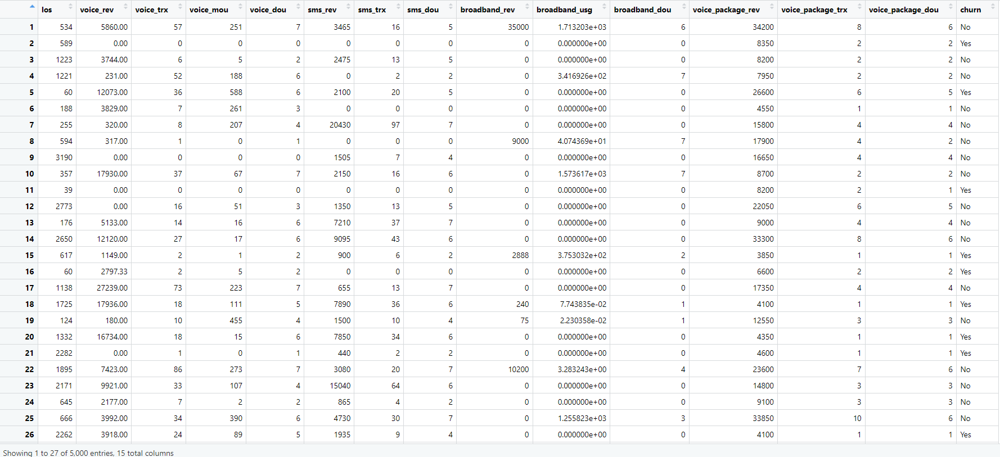 los voice_rev voice_trx voice_mou voice_dou sms_rev sms_trx sms_dou broadband_rev broadband_usg broadband_dou voice_package_rev voice_package_trx voice_package_dou churn
1 534 5860.00 57 251 7 3465 16 5 35000 1.713203e+03 6 34200 8 6 No
2 589 0.00 0 0 0 0 0 0 0 0.000000e+00 0 8350 2 2 Yes
3 1223 3744.00 6 5 2 2475 13 5 0 0.000000e+00 0 8200 2 2 No
4 1221 231.00 52 188 6 0 2 2 0 3.416926e+02 7 7950 2 2 No
5 60 12073.00 36 588 6 2100 20 5 0 0.000000e+00 0 26600 6 5 Yes
6 188 3829.00 7 261 3 0 0 0 0 0.000000e+00 0 4550 1 1 No
7 255 320.00 8 207 4 20430 97 7 0 0.000000e+00 0 15800 4 4 No
8 594 317.00 1 0 1 0 0 0 9000 4.074369e+01 7 17900 4 2 No
9 3190 0.00 0 0 0 1505 7 4 0 0.000000e+00 0 16650 4 4 No
10 357 17930.00 37 67 7 2150 16 6 0 1.573617e+03 7 8700 2 2 No
11 39 0.00 0 0 0 0 0 0 0 0.000000e+00 0 8200 2 1 Yes
12 2773 0.00 16 51 3 1350 13 5 0 0.000000e+00 0 22050 6 5 No
13 176 5133.00 14 16 6 7210 37 7 0 0.000000e+00 0 9000 4 4 No
14 2650 12120.00 27 17 6 9095 43 6 0 0.000000e+00 0 33300 8 6 No
15 617 1149.00 2 1 2 900 6 2 2888 3.753032e+02 2 3850 1 1 Yes
16 60 2797.33 2 5 2 0 0 0 0 0.000000e+00 0 6600 2 2 Yes
17 1138 27239.00 73 223 7 655 13 7 0 0.000000e+00 0 17350 4 4 No
18 1725 17936.00 18 111 5 7890 36 6 240 7.743835e-02 1 4100 1 1 Yes
19 124 180.00 10 455 4 1500 10 4 75 2.230358e-02 1 12550 3 3 No
20 1332 16734.00 18 15 6 7850 34 6 0 0.000000e+00 0 4350 1 1 Yes
21 2282 0.00 1 0 1 440 2 2 0 0.000000e+00 0 4600 1 1 Yes
22 1895 7423.00 86 273 7 3080 20 7 10200 3.283243e+00 4 23600 7 6 No
23 2171 9921.00 33 107 4 15040 64 6 0 0.000000e+00 0 14800 3 3 No
24 645 2177.00 7 2 2 865 4 2 0 0.000000e+00 0 9100 3 3 No
25 666 3992.00 34 390 6 4730 30 7 0 1.255823e+03 3 33850 10 6 No
26 2262 3918.00 24 89 5 1935 9 4 0 0.000000e+00 0 4100 1 1 Yes
Showing 1 to 27 of 5,000 entries, 15 total columns